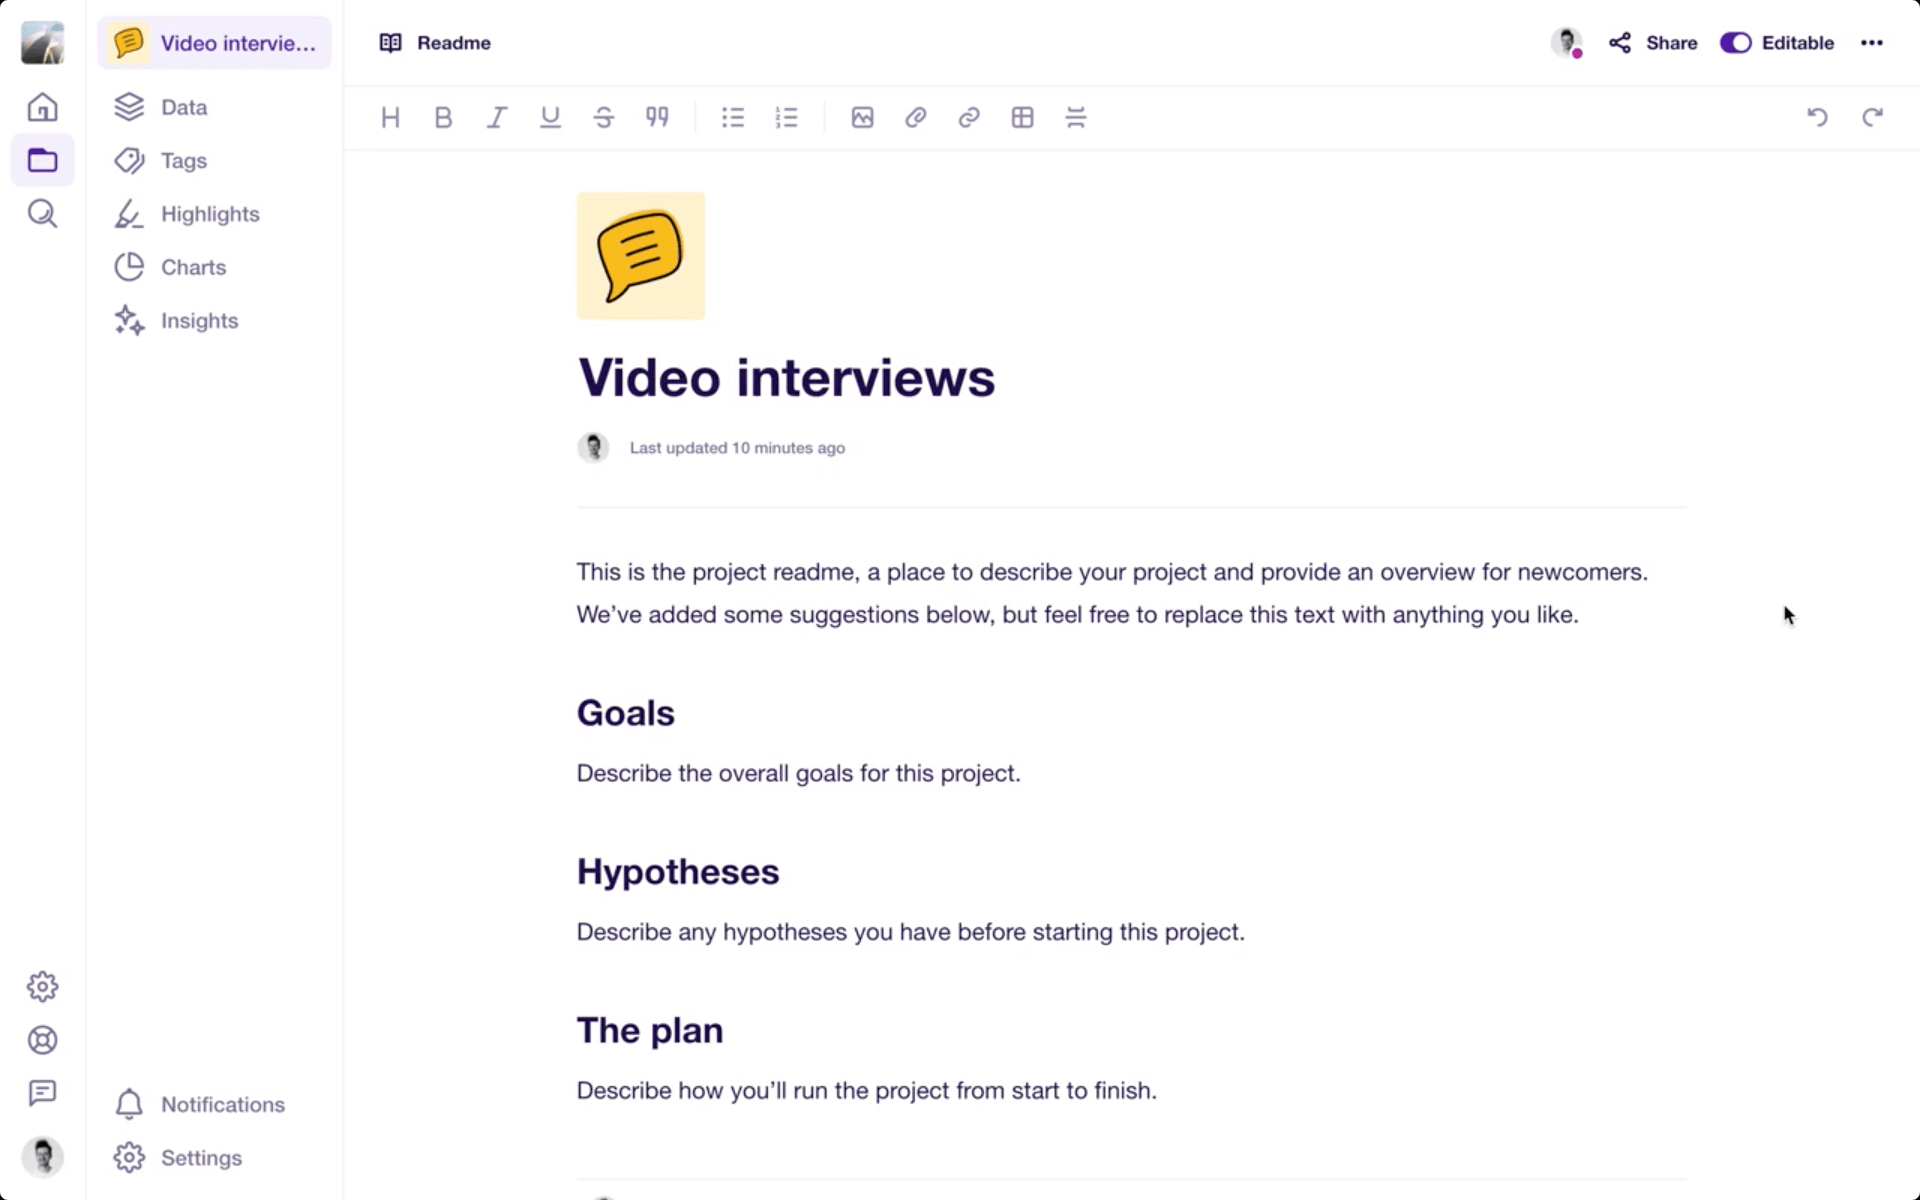 Video intervie...
Data
Tags
Highlights
Charts
Insights
Notifications
Settings
Readme
Share
Editable
H B I U S
Video interviews
Last updated 10 minutes ago
This is the project readme, a place to describe your project and provide an overview for newcomers.
We’ve added some suggestions below, but feel free to replace this text with anything you like.
Goals
Describe the overall goals for this project.
Hypotheses
Describe any hypotheses you have before starting this project.
The plan
Describe how you’ll run the project from start to finish.